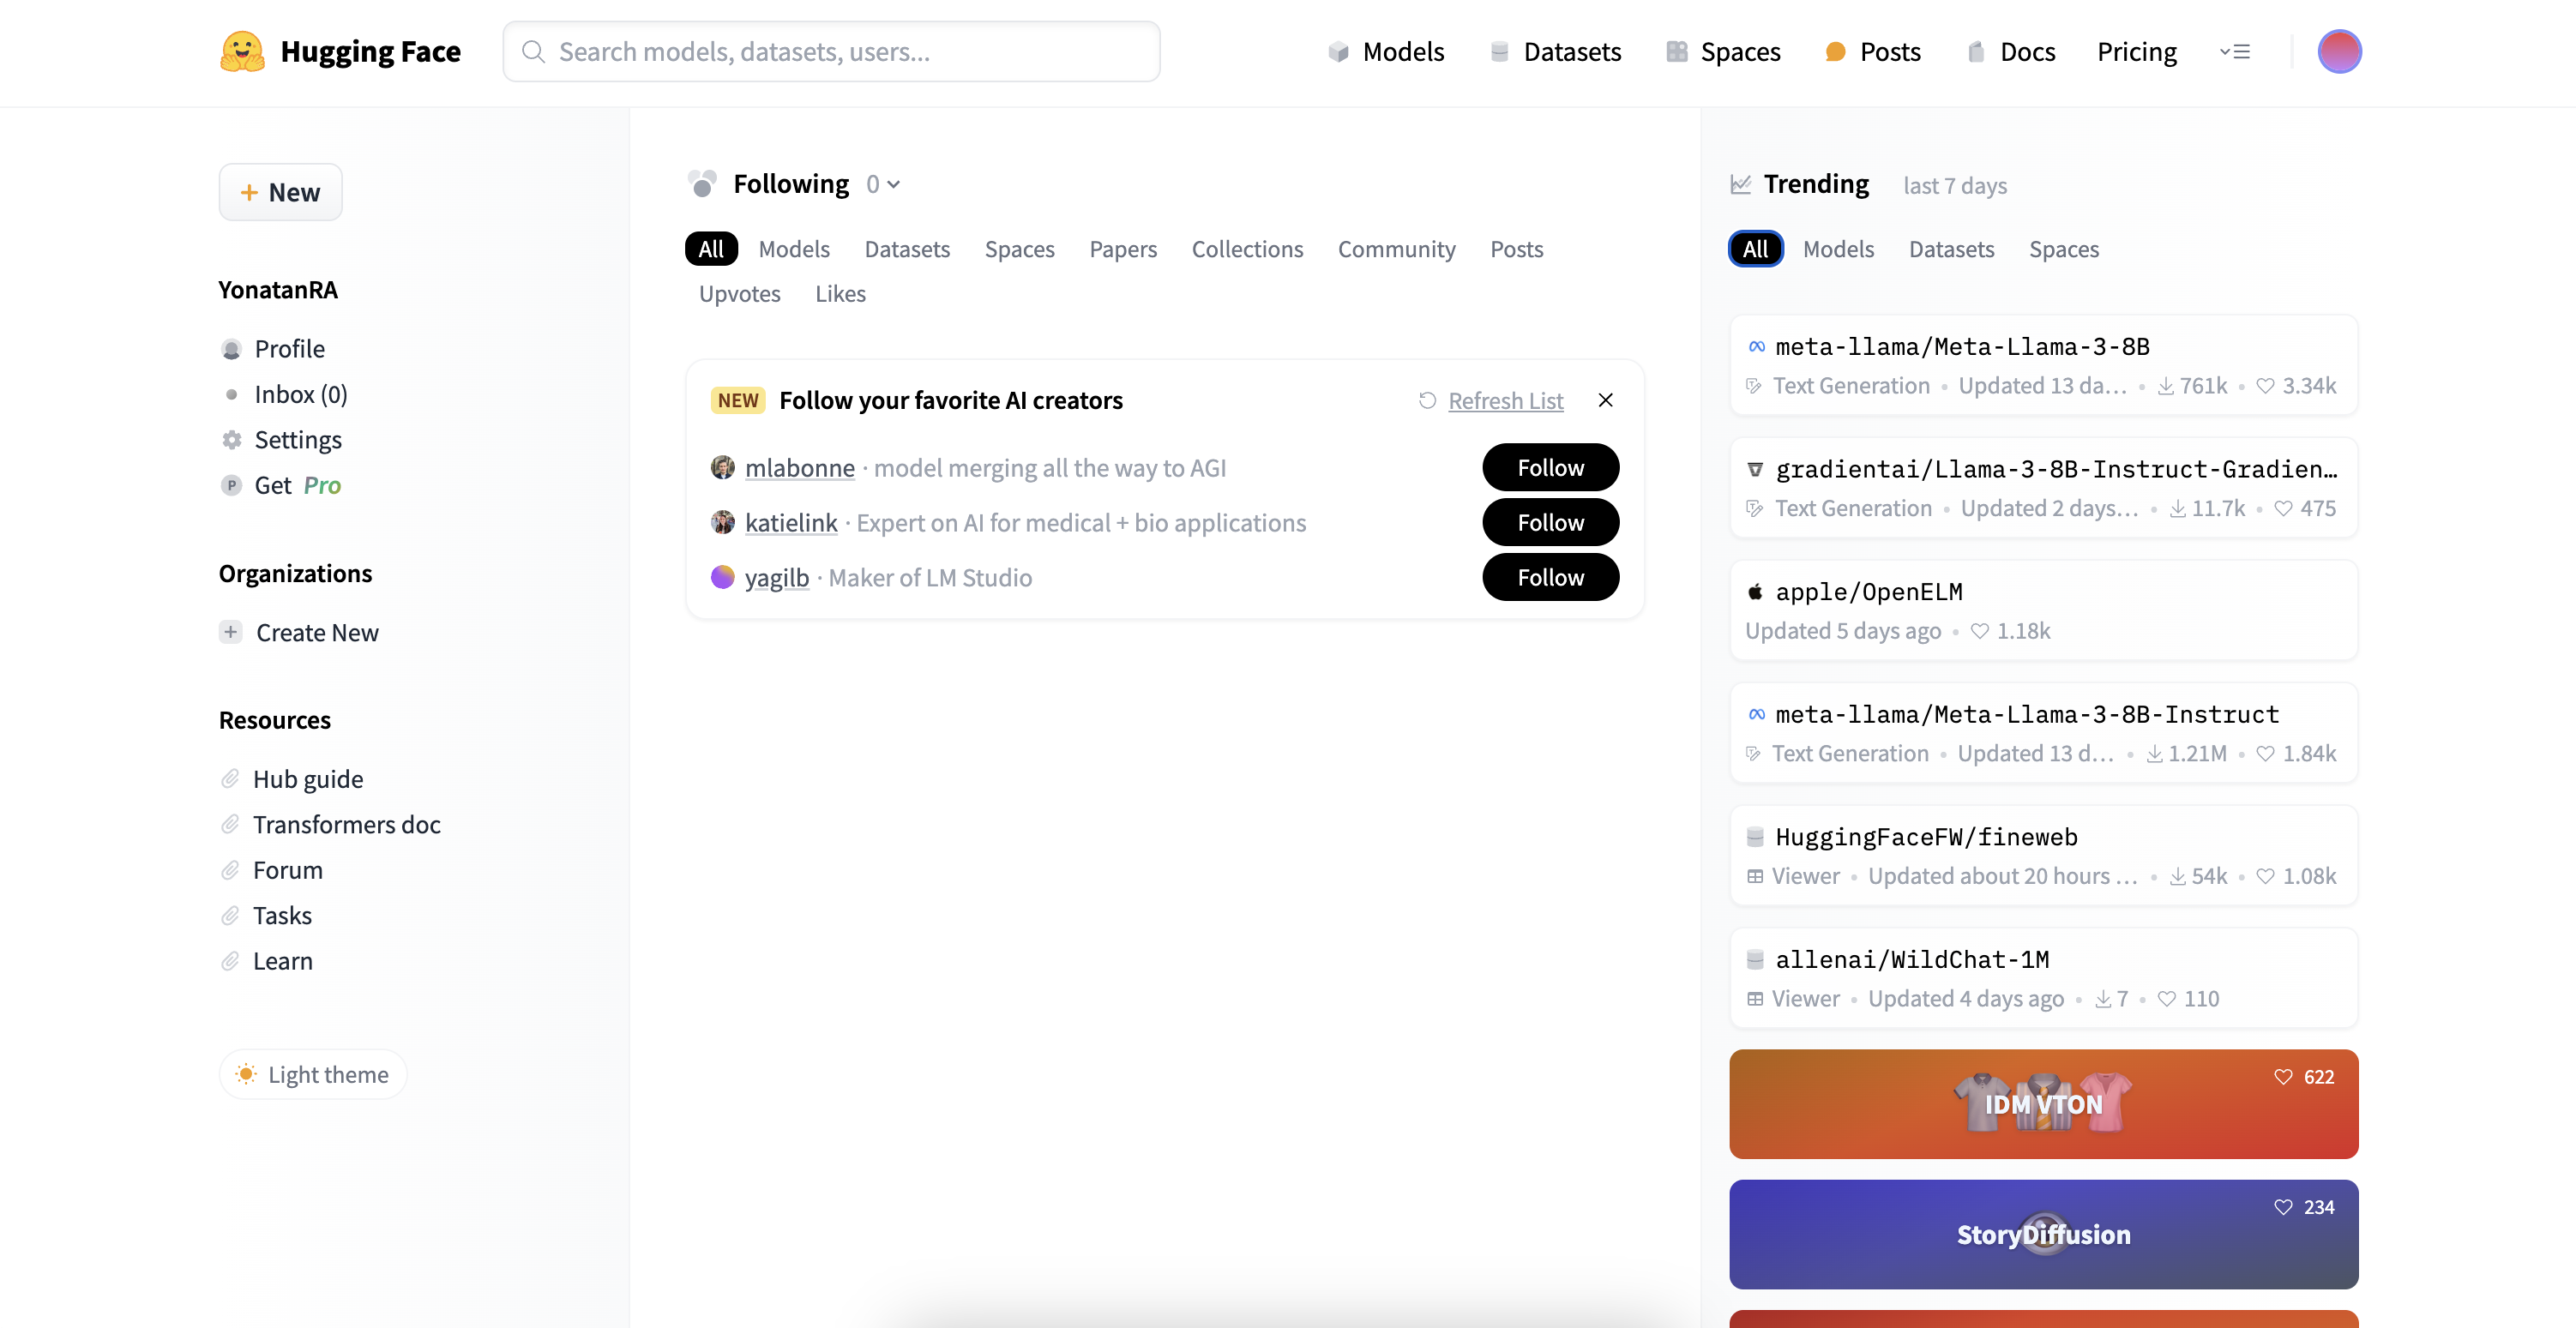 Hugging Face
Search models, datasets, users...
Models
Datasets
Spaces
Posts
Docs
Pricing
+ New
YonatanRA
Profile
Inbox (0)
Settings
P Get Pro
Organizations
+ Create New
Resources
Hub guide
Transformers doc
Forum
Tasks
Learn
Light theme
Following 0
All Models Datasets Spaces Papers Collections Community Posts
Upvotes Likes
NEW Follow your favorite AI creators Refresh List
mlabonne · model merging all the way to AGI Follow
katielink · Expert on AI for medical + bio applications Follow
yagilb · Maker of LM Studio Follow
Trending last 7 days
All Models Datasets Spaces
meta-llama/Meta-Llama-3-8B
Text Generation • Updated 13 da... • 761k • 3.34k
gradientai/Llama-3-8B-Instruct-Gradien...
Text Generation • Updated 2 days... • 11.7k • 475
apple/OpenELM
Updated 5 days ago • 1.18k
meta-llama/Meta-Llama-3-8B-Instruct
Text Generation • Updated 13 d... • 1.21M • 1.84k
HuggingFaceFW/fineweb
Viewer • Updated about 20 hours ... • 54k • 1.08k
allenai/WildChat-1M
Viewer • Updated 4 days ago • 7 • 110
622
IDM VTON
234
StoryDiffusion